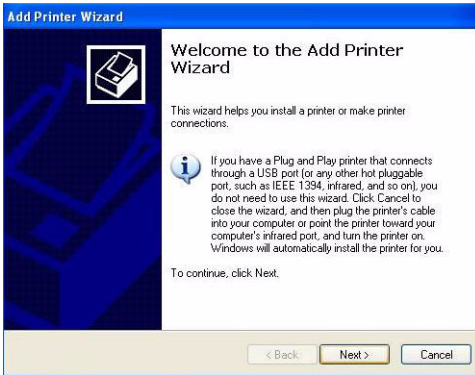 Add Printer Wizard
Welcome to the Add Printer
Wizard
This wizard helps you install a printer or make printer
connections.
If you have a Plug and Play printer that connects
through a USB port (or any other hot pluggable
port, such as IEEE 1394, infrared, and so on), you
do not need to use this wizard. Click Cancel to
close the wizard, and then plug the printer's cable
into your computer or point the printer toward your
computer's infrared port, and turn the printer on.
Windows will automatically install the printer for you.
To continue, click Next.
< Back Next > Cancel